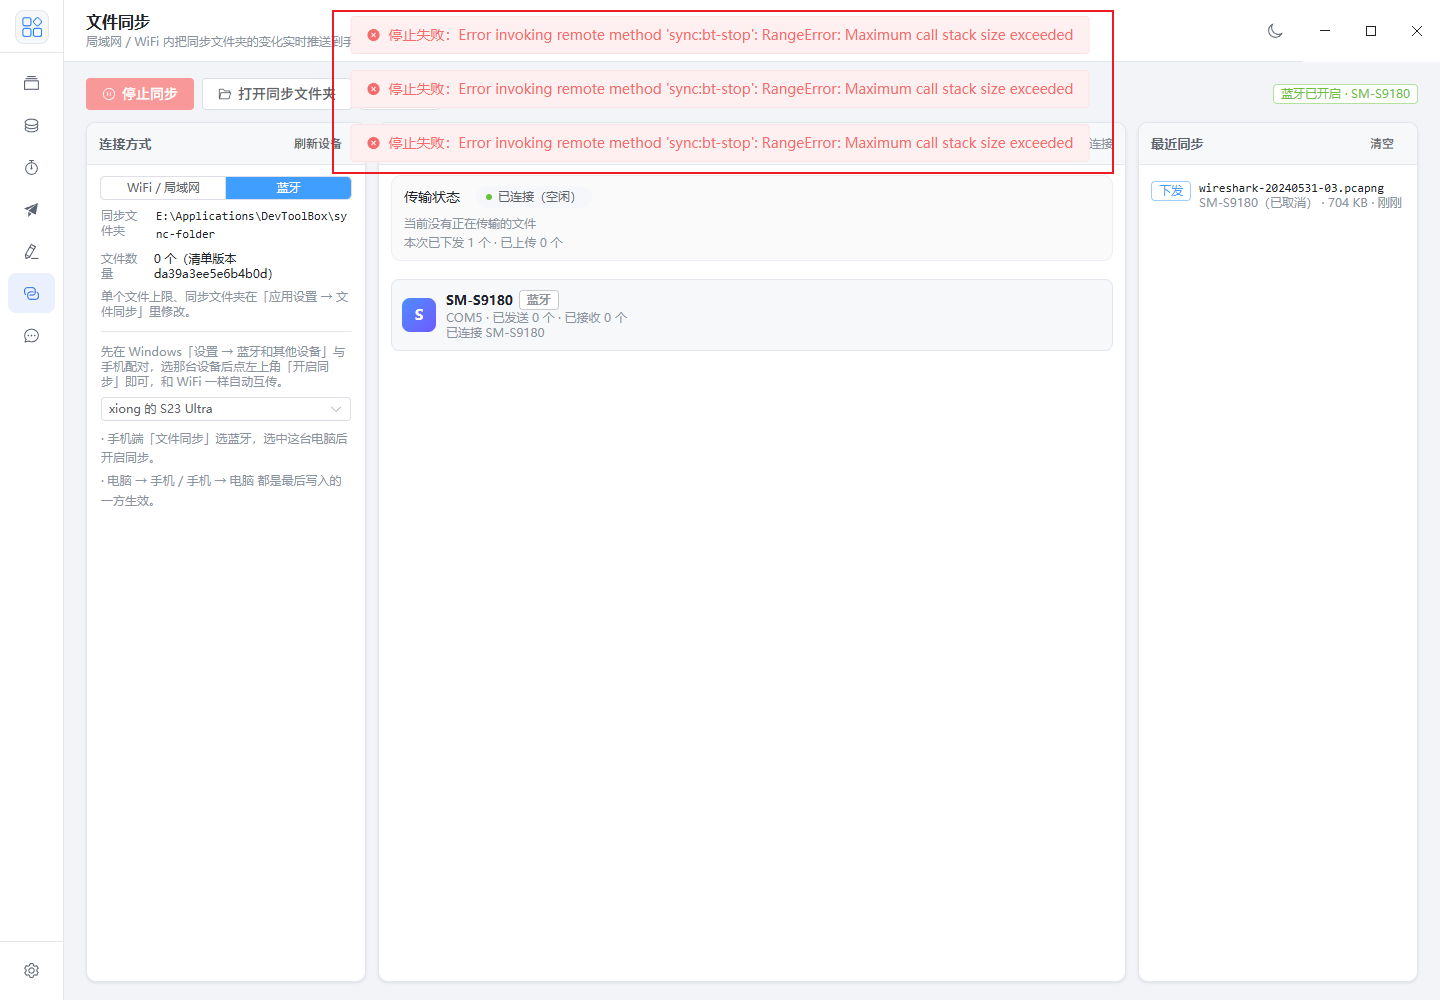 文件同步
局域网 / WiFi 内把同步文件夹的变化实时推送到手
停止失败：Error invoking remote method 'sync:bt-stop': RangeError: Maximum call stack size exceeded
停止失败：Error invoking remote method 'sync:bt-stop': RangeError: Maximum call stack size exceeded
停止失败：Error invoking remote method 'sync:bt-stop': RangeError: Maximum call stack size exceeded
停止同步
打开同步文件夹
蓝牙已开启 · SM-S9180
连接方式
刷新设备
WiFi / 局域网
蓝牙
同步文件夹
E:\Applications\DevToolBox\sy
nc-folder
文件数量
0 个（清单版本
da39a3ee5e6b4b0d）
单个文件上限、同步文件夹在「应用设置 → 文
件同步」里修改。
先在 Windows「设置 → 蓝牙和其他设备」与
手机配对，选那台设备后点左上角「开启同
步」即可，和 WiFi 一样自动互传。
xiong 的 S23 Ultra
· 手机端「文件同步」选蓝牙，选中这台电脑后
开启同步。
· 电脑 → 手机 / 手机 → 电脑 都是最后写入的
一方生效。
连接
传输状态
已连接（空闲）
当前没有正在传输的文件
本次已下发 1 个 · 已上传 0 个
S
SM-S9180
蓝牙
COM5 · 已发送 0 个 · 已接收 0 个
已连接 SM-S9180
最近同步
清空
下发
wireshark-20240531-03.pcapng
SM-S9180（已取消） · 704 KB · 刚刚